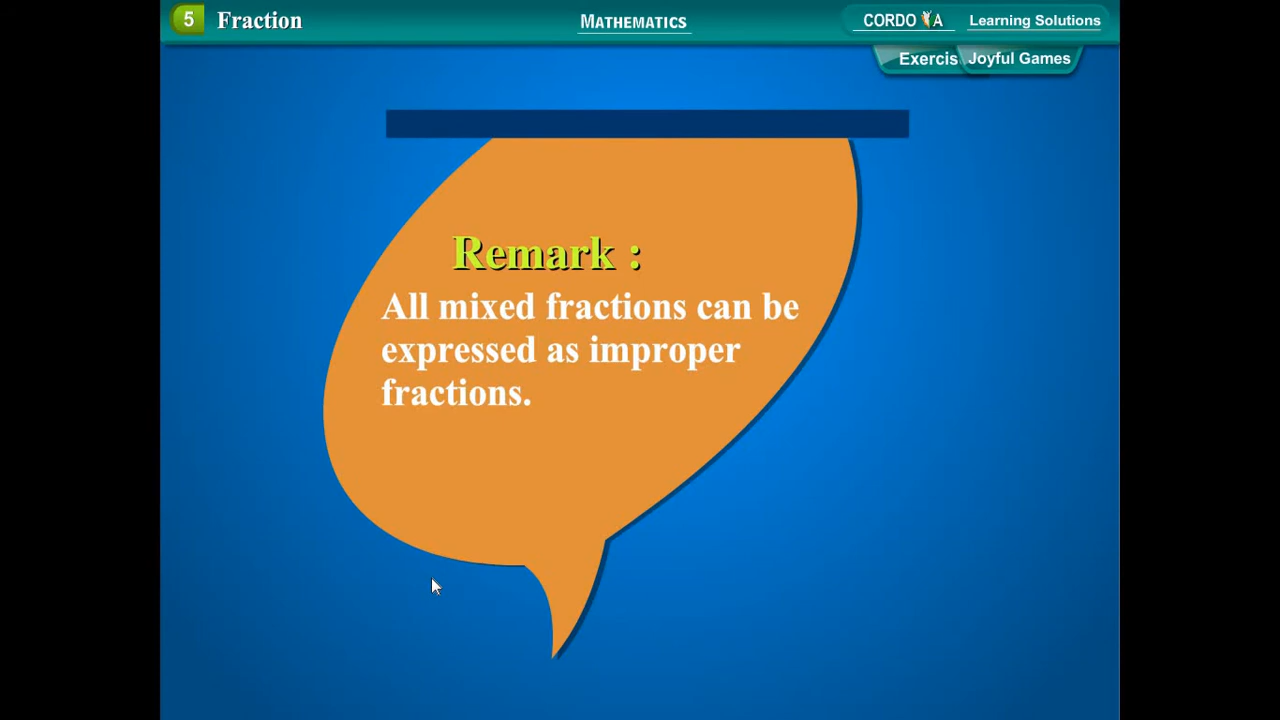 5 Fraction
MATHEMATICS
CORDO A Learning Solutions
Exercis Joyful Games
Remark :
All mixed fractions can be
expressed as improper
fractions.